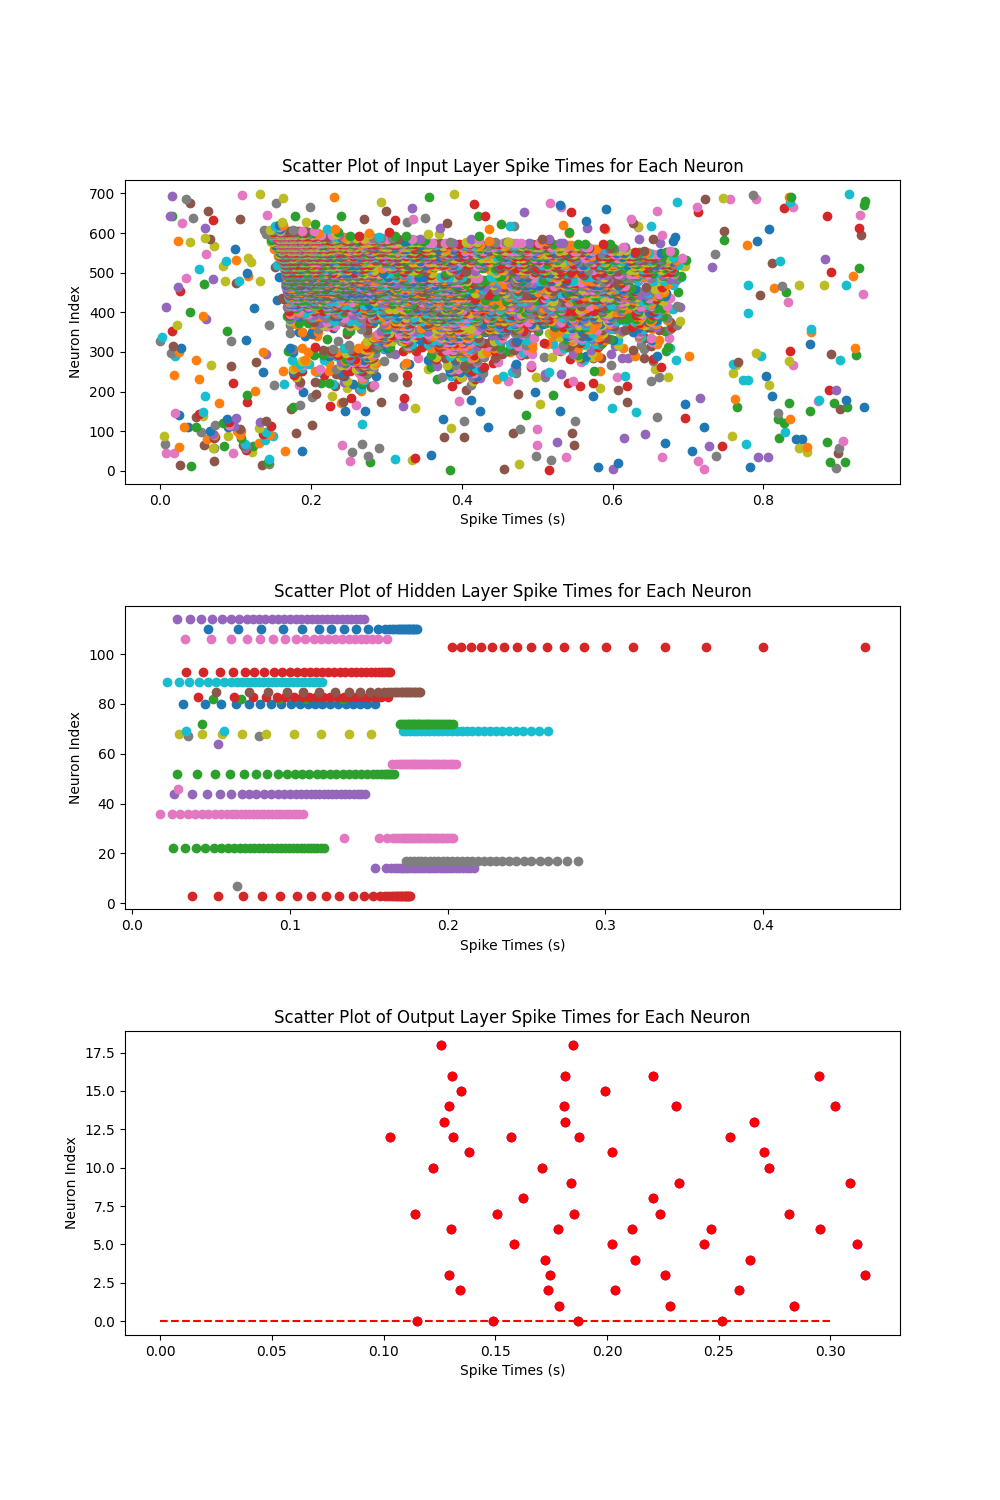 Scatter Plot of Input Layer Spike Times for Each Neuron
700
600
500
400
300
200
100
0
Neuron Index
0.0 0.2 0.4 0.6 0.8
Spike Times (s)
Scatter Plot of Hidden Layer Spike Times for Each Neuron
100
80
60
40
20
0
Neuron Index
0.0 0.1 0.2 0.3 0.4
Spike Times (s)
Scatter Plot of Output Layer Spike Times for Each Neuron
17.5
15.0
12.5
10.0
7.5
5.0
2.5
0.0
Neuron Index
0.00 0.05 0.10 0.15 0.20 0.25 0.30
Spike Times (s)